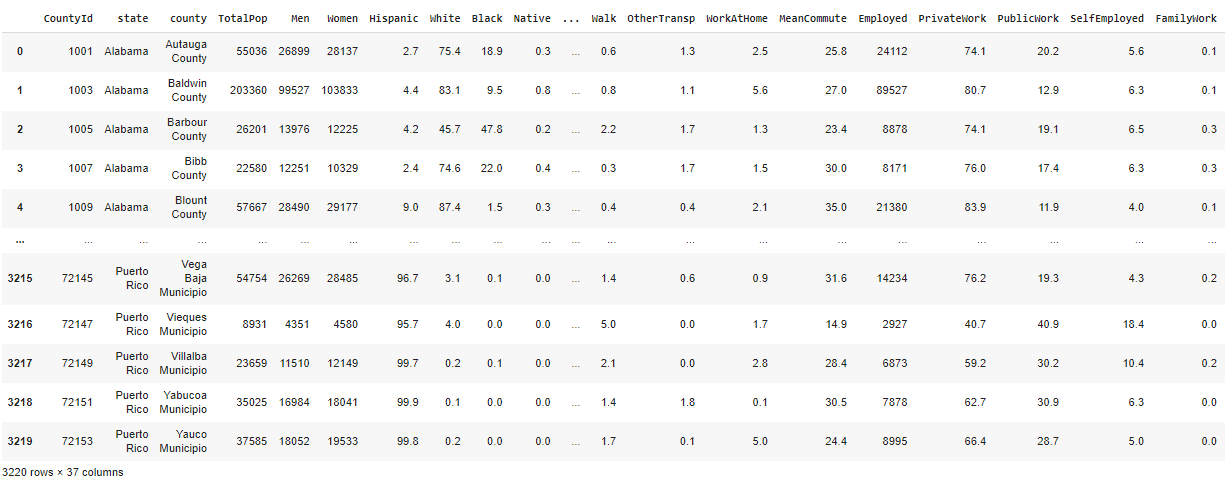 CountyId state county TotalPop Men Women Hispanic White Black Native ... Walk OtherTransp WorkAtHome MeanCommute Employed PrivateWork PublicWork SelfEmployed FamilyWork
0 1001 Alabama Autauga County 55036 26899 28137 2.7 75.4 18.9 0.3 ... 0.6 1.3 2.5 25.8 24112 74.1 20.2 5.6 0.1
1 1003 Alabama Baldwin County 203360 99527 103833 4.4 83.1 9.5 0.8 ... 0.8 1.1 5.6 27.0 89527 80.7 12.9 6.3 0.1
2 1005 Alabama Barbour County 26201 13976 12225 4.2 45.7 47.8 0.2 ... 2.2 1.7 1.3 23.4 8878 74.1 19.1 6.5 0.3
3 1007 Alabama Bibb County 22580 12251 10329 2.4 74.6 22.0 0.4 ... 0.3 1.7 1.5 30.0 8171 76.0 17.4 6.3 0.3
4 1009 Alabama Blount County 57667 28490 29177 9.0 87.4 1.5 0.3 ... 0.4 0.4 2.1 35.0 21380 83.9 11.9 4.0 0.1
... ... ... ... ... ... ... ... ... ... ... ... ... ... ... ... ... ... ... ... ...
3215 72145 Puerto Rico Vega Baja Municipio 54754 26269 28485 96.7 3.1 0.1 0.0 ... 1.4 0.6 0.9 31.6 14234 76.2 19.3 4.3 0.2
3216 72147 Puerto Rico Vieques Municipio 8931 4351 4580 95.7 4.0 0.0 0.0 ... 5.0 0.0 1.7 14.9 2927 40.7 40.9 18.4 0.0
3217 72149 Puerto Rico Villalba Municipio 23659 11510 12149 99.7 0.2 0.1 0.0 ... 2.1 0.0 2.8 28.4 6873 59.2 30.2 10.4 0.2
3218 72151 Puerto Rico Yabucoa Municipio 35025 16984 18041 99.9 0.1 0.0 0.0 ... 1.4 1.8 0.1 30.5 7878 62.7 30.9 6.3 0.0
3219 72153 Puerto Rico Yauco Municipio 37585 18052 19533 99.8 0.2 0.0 0.0 ... 1.7 0.1 5.0 24.4 8995 66.4 28.7 5.0 0.0
3220 rows × 37 columns